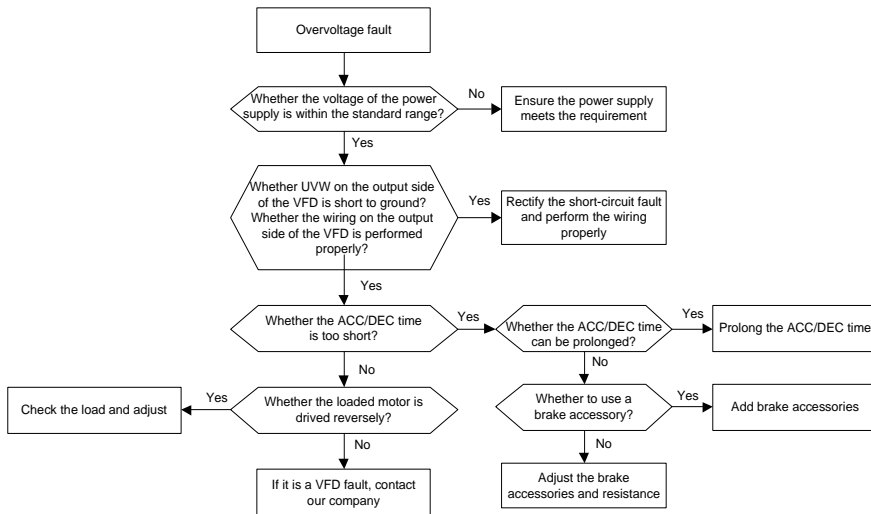 Overvoltage fault
Whether the voltage of the power
supply is within the standard range?
No
Ensure the power supply
meets the requirement
Yes
Whether UVW on the output side
of the VFD is short to ground?
Whether the wiring on the output
side of the VFD is performed
properly?
Yes
Rectify the short-circuit fault
and perform the wiring
properly
Yes
Whether the ACC/DEC time
is too short?
Yes
Whether the ACC/DEC time
can be prolonged?
Yes
Prolong the ACC/DEC time
No
No
Check the load and adjust
Yes
Whether the loaded motor is
drived reversely?
Whether to use a
brake accessory?
Yes
Add brake accessories
No
No
If it is a VFD fault, contact
our company
Adjust the brake
accessories and resistance